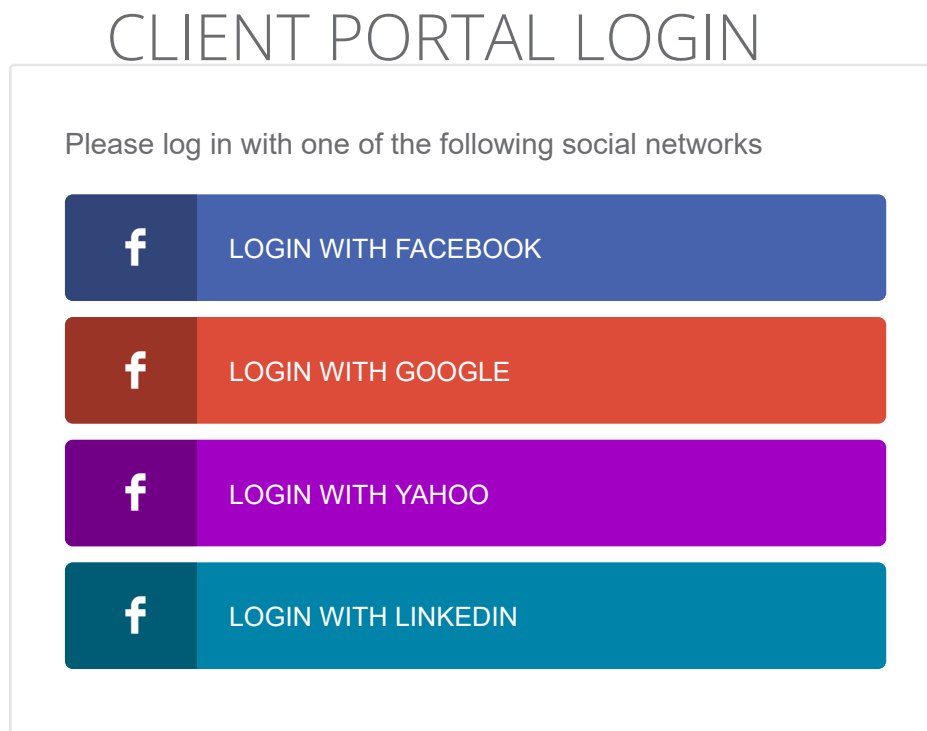 CLIENT PORTAL LOGIN
Please log in with one of the following social networks
f LOGIN WITH FACEBOOK
f LOGIN WITH GOOGLE
f LOGIN WITH YAHOO
f LOGIN WITH LINKEDIN